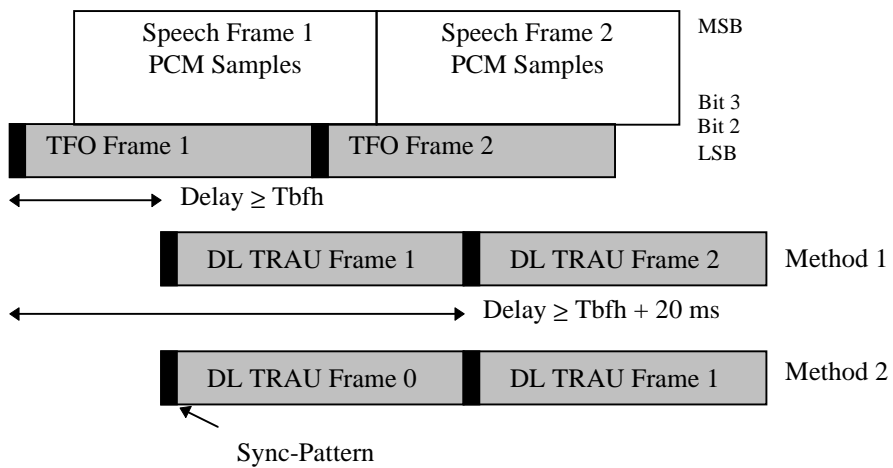 Speech Frame 1
PCM Samples
Speech Frame 2
PCM Samples
MSB
Bit 3
Bit 2
LSB
TFO Frame 1
TFO Frame 2
Delay ≥ Tbfh
DL TRAU Frame 1
DL TRAU Frame 2
Method 1
Delay ≥ Tbfh + 20 ms
DL TRAU Frame 0
DL TRAU Frame 1
Method 2
Sync-Pattern